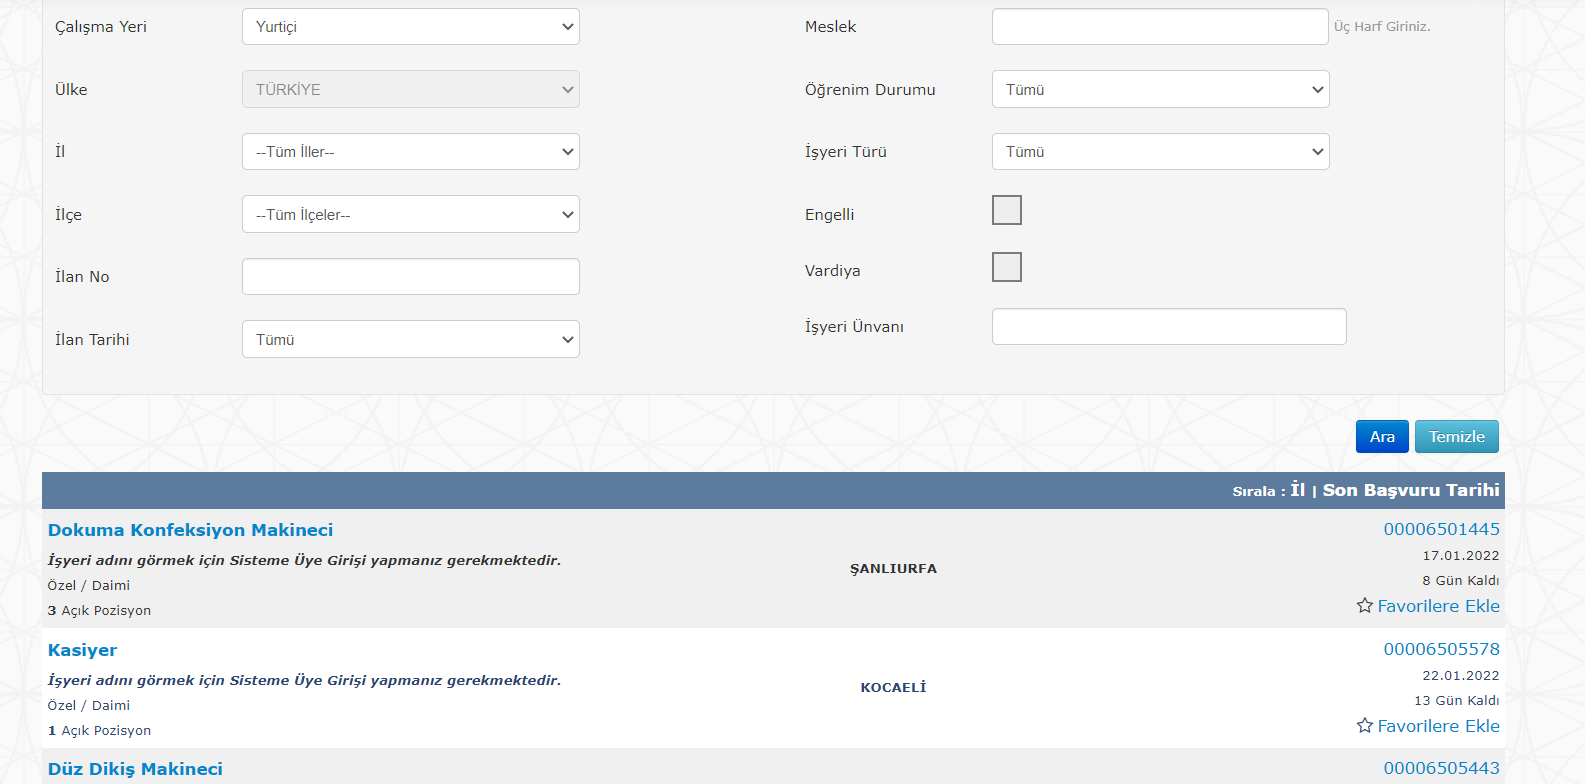 Çalışma Yeri
Yurtiçi
Meslek
Üç Harf Giriniz.
Ülke
TÜRKİYE
Öğrenim Durumu
Tümü
İl
--Tüm İller--
İşyeri Türü
Tümü
İlçe
--Tüm İlçeler--
Engelli
İlan No
Vardiya
İlan Tarihi
Tümü
İşyeri Ünvanı
Ara
Temizle
Sırala : İl | Son Başvuru Tarihi
Dokuma Konfeksiyon Makineci
İşyeri adını görmek için Sisteme Üye Girişi yapmanız gerekmektedir.
Özel / Daimi
3 Açık Pozisyon
ŞANLIURFA
00006501445
17.01.2022
8 Gün Kaldı
Favorilere Ekle
Kasiyer
İşyeri adını görmek için Sisteme Üye Girişi yapmanız gerekmektedir.
Özel / Daimi
1 Açık Pozisyon
KOCAELİ
00006505578
22.01.2022
13 Gün Kaldı
Favorilere Ekle
Düz Dikiş Makineci
00006505443